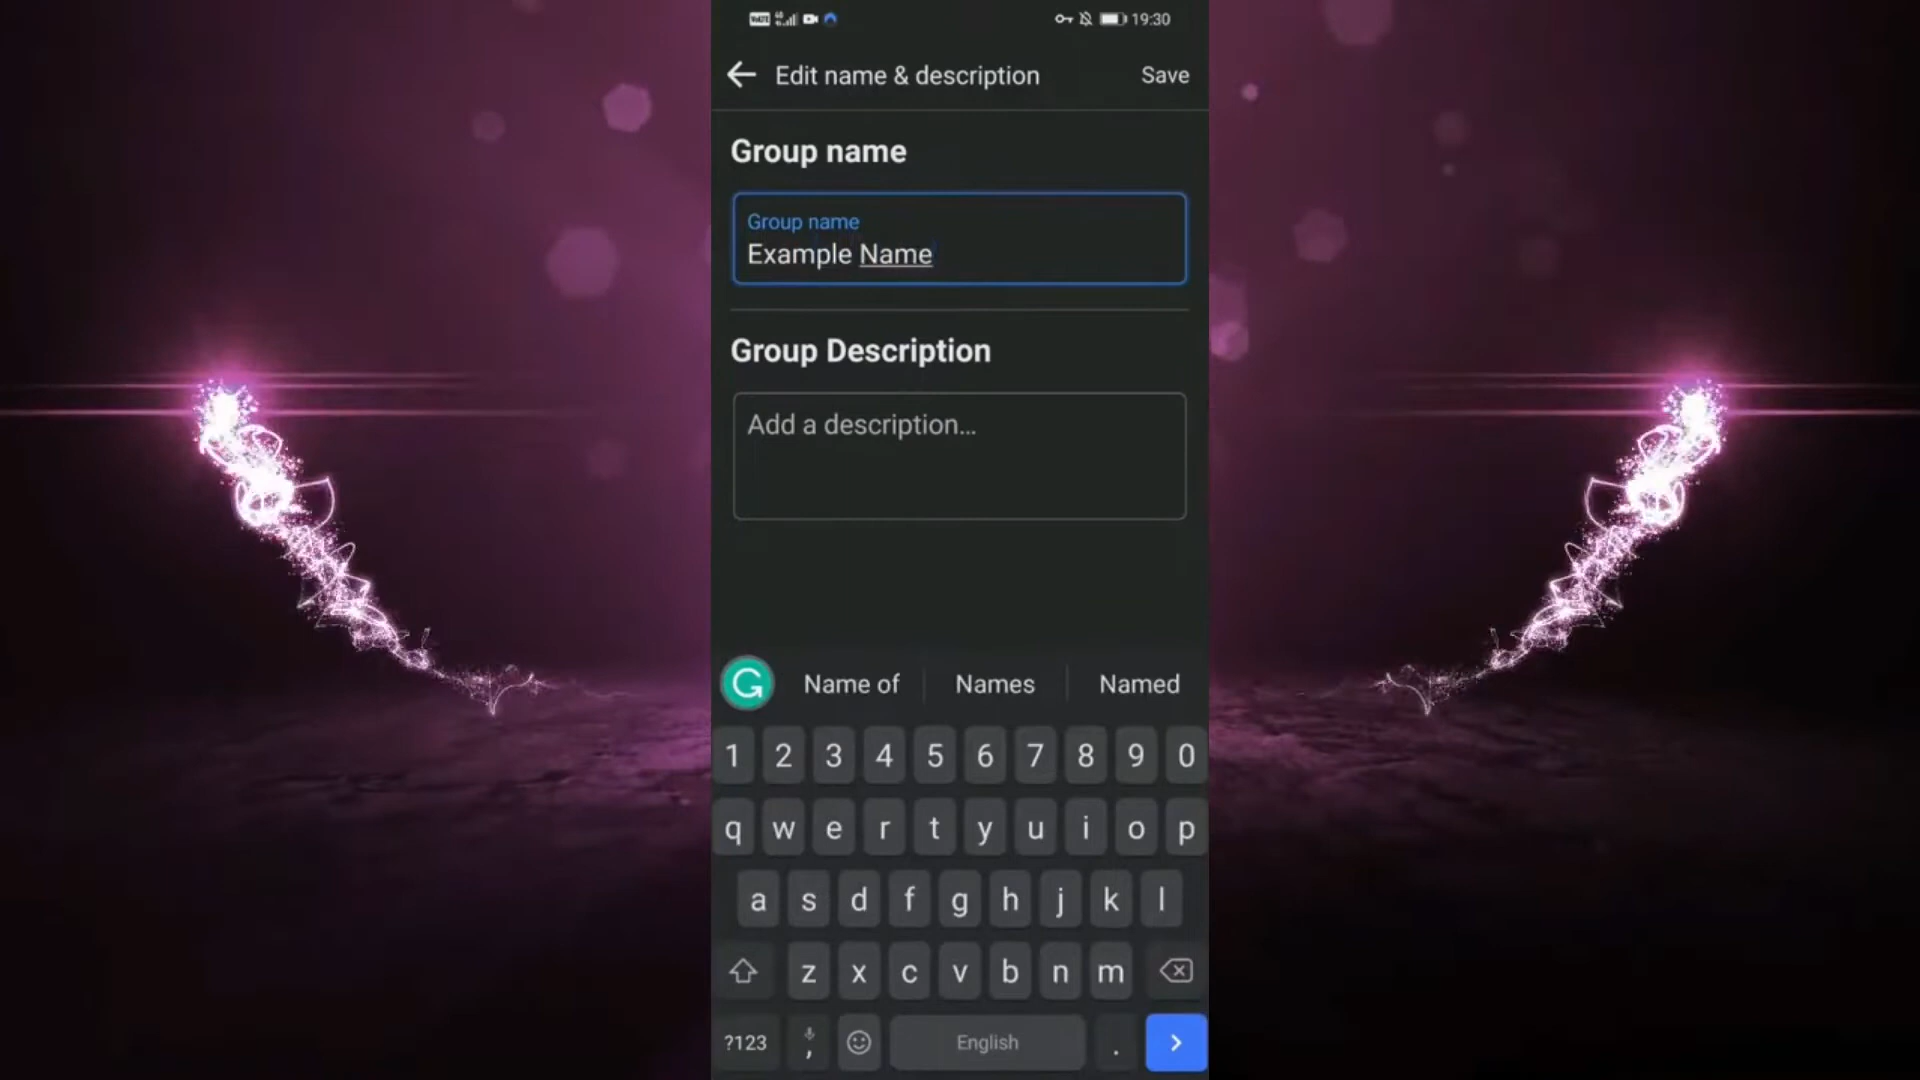 19:30
Edit name & description Save
Group name
Group name
Example Name
Group Description
Add a description...
Name of Names Named
1 2 3 4 5 6 7 8 9 0
q w e r t y u i o p
a s d f g h j k l
z x c v b n m
?123 , English .